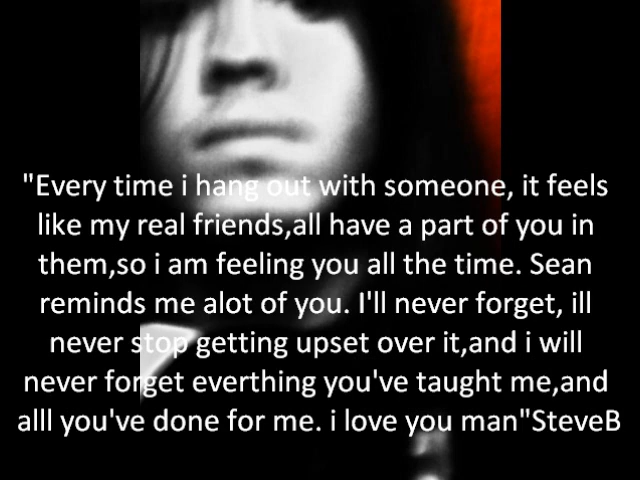 "Every time i hang out with someone, it feels
like my real friends,all have a part of you in
them,so i am feeling you all the time. Sean
reminds me alot of you. I'll never forget, ill
never stop getting upset over it,and i will
never forget everthing you've taught me,and
alll you've done for me. i love you man"SteveB